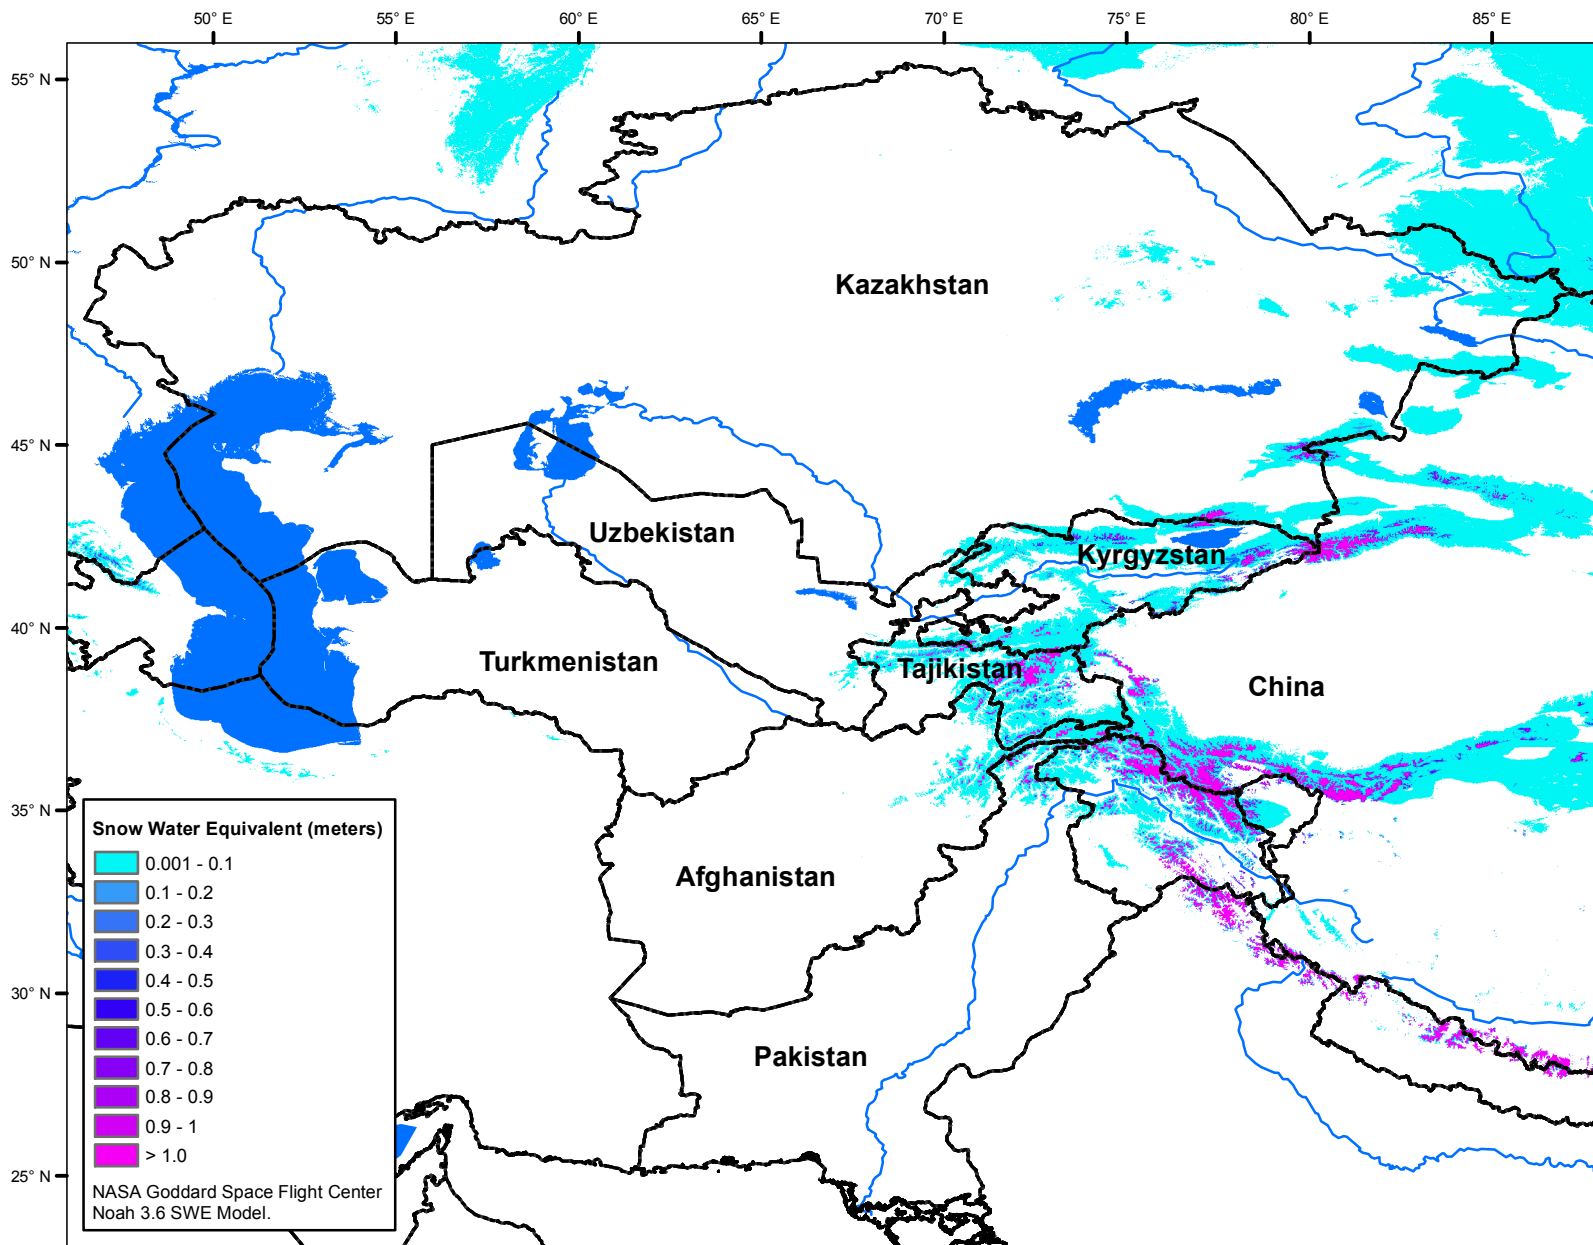 50° E 55° E 60° E 65° E 70° E 75° E 80° E 85° E
55° N
50° N
45° N
40° N
35° N
30° N
25° N
Kazakhstan
Uzbekistan
Kyrgyzstan
Turkmenistan
Tajikistan
China
Afghanistan
Pakistan
Snow Water Equivalent (meters)
0.001 - 0.1
0.1 - 0.2
0.2 - 0.3
0.3 - 0.4
0.4 - 0.5
0.5 - 0.6
0.6 - 0.7
0.7 - 0.8
0.8 - 0.9
0.9 - 1
> 1.0
NASA Goddard Space Flight Center
Noah 3.6 SWE Model.